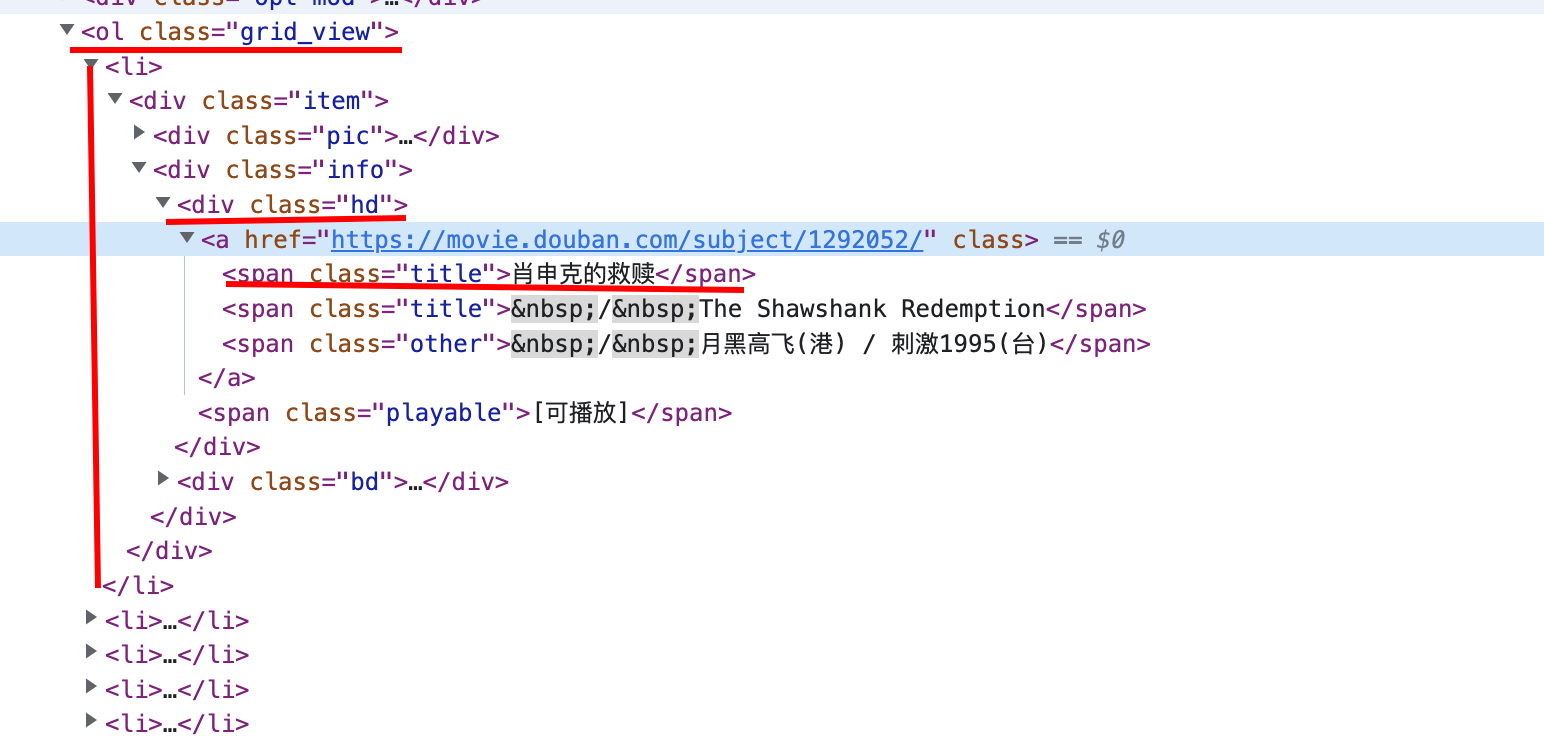 <div class="opt mod">…</div>
<ol class="grid_view">
<li>
<div class="item">
<div class="pic">…</div>
<div class="info">
<div class="hd">
<a href="https://movie.douban.com/subject/1292052/" class> == $0
<span class="title">肖申克的救赎</span>
<span class="title">&nbsp;/&nbsp;The Shawshank Redemption</span>
<span class="other">&nbsp;/&nbsp;月黑高飞(港) / 刺激1995(台)</span>
</a>
<span class="playable">[可播放]</span>
</div>
<div class="bd">…</div>
</div>
</div>
</li>
<li>…</li>
<li>…</li>
<li>…</li>
<li>…</li>